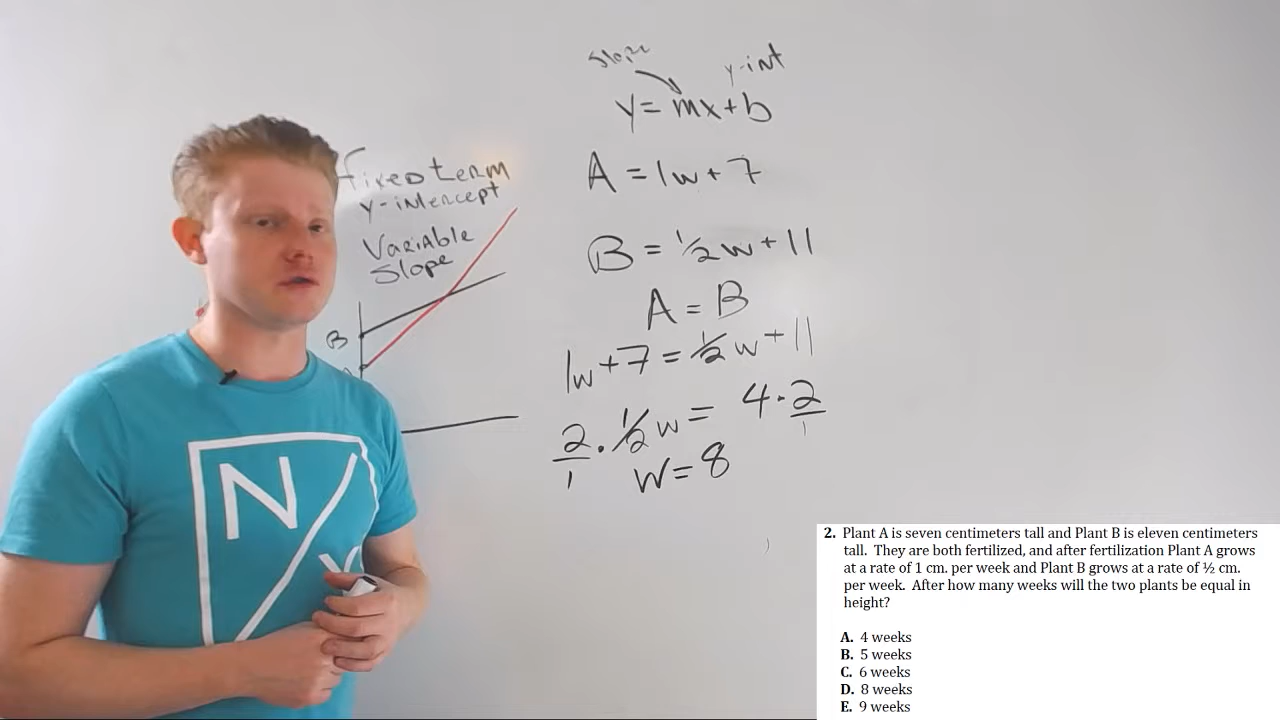 slope
y-int
y = mx + b
Fixed term
y-intercept
Variable
Slope
B
A = 1w + 7
B = ½w + 11
A = B
1w + 7 = ½w + 11
2/1 · ½w = 4 · 2/1
W = 8
N
Y
2. Plant A is seven centimeters tall and Plant B is eleven centimeters
tall. They are both fertilized, and after fertilization Plant A grows
at a rate of 1 cm. per week and Plant B grows at a rate of ½ cm.
per week. After how many weeks will the two plants be equal in
height?
A. 4 weeks
B. 5 weeks
C. 6 weeks
D. 8 weeks
E. 9 weeks